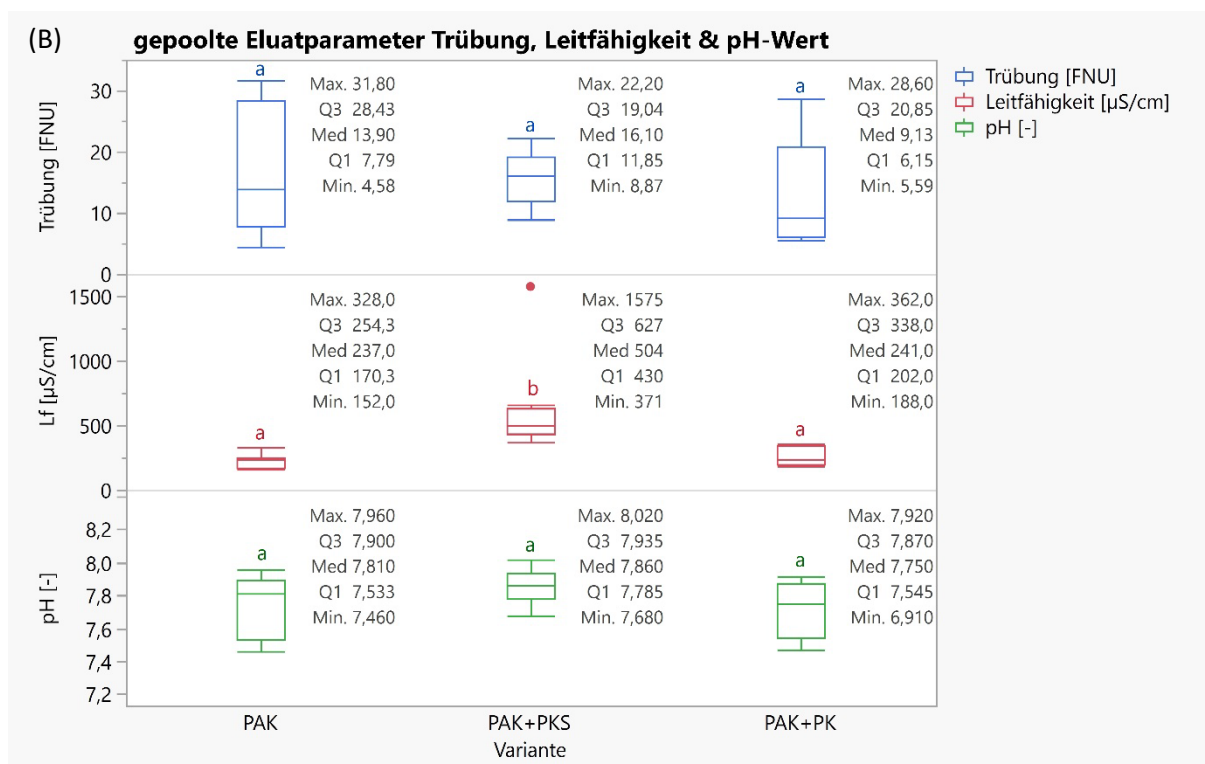 (B) gepoolte Eluatparameter Trübung, Leitfähigkeit & pH-Wert
Trübung [FNU]
Leitfähigkeit [µS/cm]
pH [-]
Trübung [FNU]
30
20
10
0
a
Max. 31,80
Q3 28,43
Med 13,90
Q1 7,79
Min. 4,58
a
Max. 22,20
Q3 19,04
Med 16,10
Q1 11,85
Min. 8,87
a
Max. 28,60
Q3 20,85
Med 9,13
Q1 6,15
Min. 5,59
Lf [µS/cm]
1500
1000
500
0
a
Max. 328,0
Q3 254,3
Med 237,0
Q1 170,3
Min. 152,0
b
Max. 1575
Q3 627
Med 504
Q1 430
Min. 371
a
Max. 362,0
Q3 338,0
Med 241,0
Q1 202,0
Min. 188,0
pH [-]
8,2
8,0
7,8
7,6
7,4
7,2
a
Max. 7,960
Q3 7,900
Med 7,810
Q1 7,533
Min. 7,460
a
Max. 8,020
Q3 7,935
Med 7,860
Q1 7,785
Min. 7,680
a
Max. 7,920
Q3 7,870
Med 7,750
Q1 7,545
Min. 6,910
PAK PAK+PKS PAK+PK
Variante